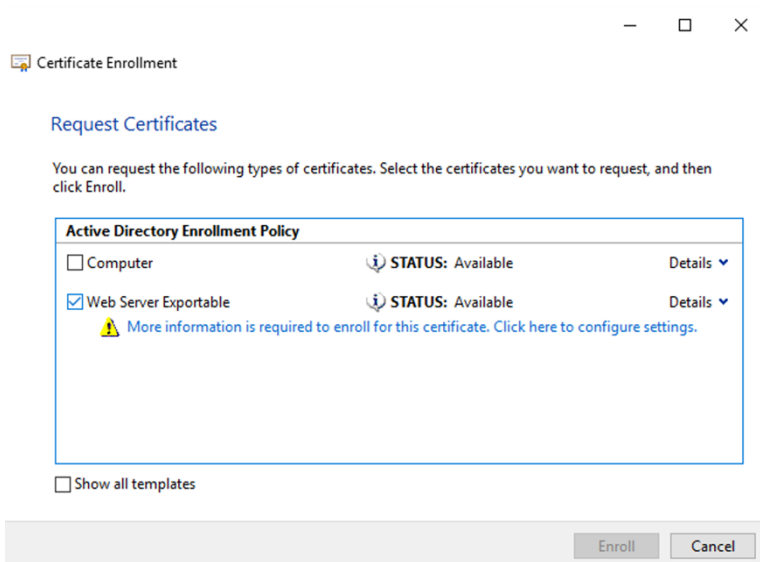 Certificate Enrollment
Request Certificates
You can request the following types of certificates. Select the certificates you want to request, and then
click Enroll.
Active Directory Enrollment Policy
Computer STATUS: Available Details
Web Server Exportable STATUS: Available Details
More information is required to enroll for this certificate. Click here to configure settings.
Show all templates
Enroll Cancel